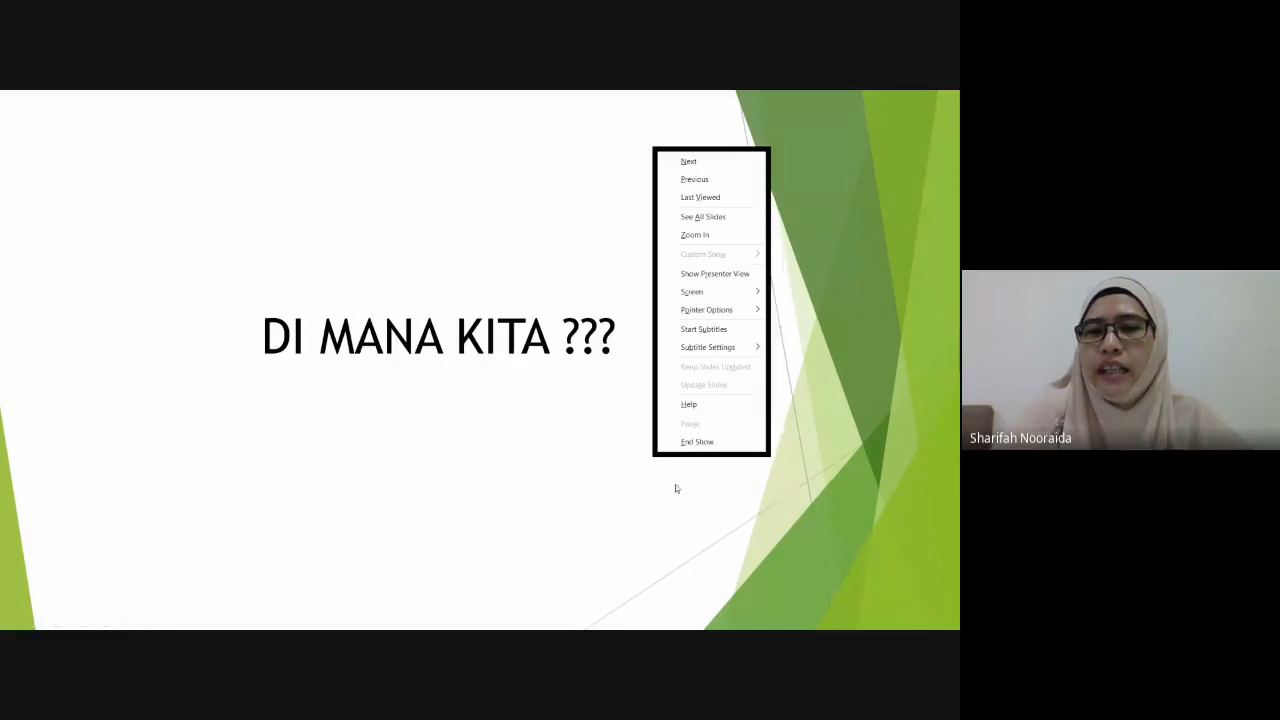 DI MANA KITA ???
Next
Previous
Last Viewed
See All Slides
Zoom In
Custom Show
Show Presenter View
Screen
Pointer Options
Start Subtitles
Subtitle Settings
Keep Slides Updated
Update Slides
Help
Pause
End Show
Sharifah Nooraida